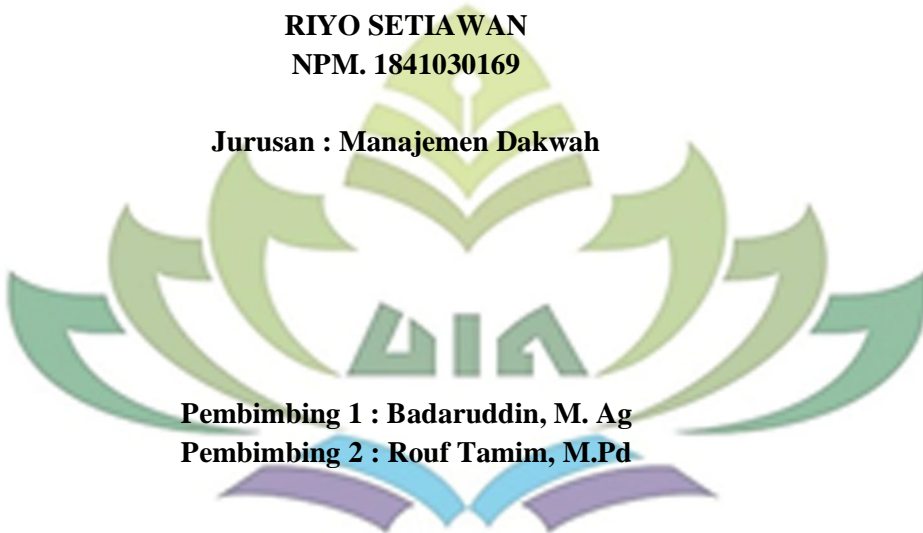 RIYO SETIAWAN
NPM. 1841030169
Jurusan : Manajemen Dakwah
UIN
Pembimbing 1 : Badaruddin, M. Ag
Pembimbing 2 : Rouf Tamim, M.Pd